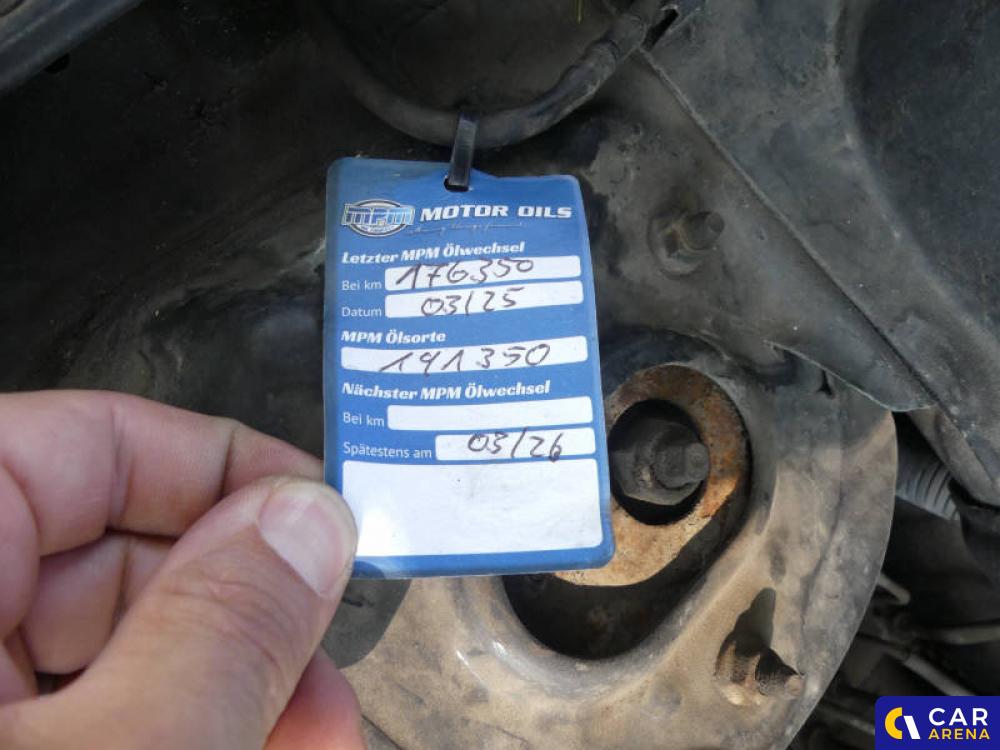 MPM MOTOR OILS
Letzter MPM Ölwechsel
Bei km 176350
Datum 03/25
MPM Ölsorte
141350
Nächster MPM Ölwechsel
Bei km
Spätestens am 03/26
CAR
ARENA